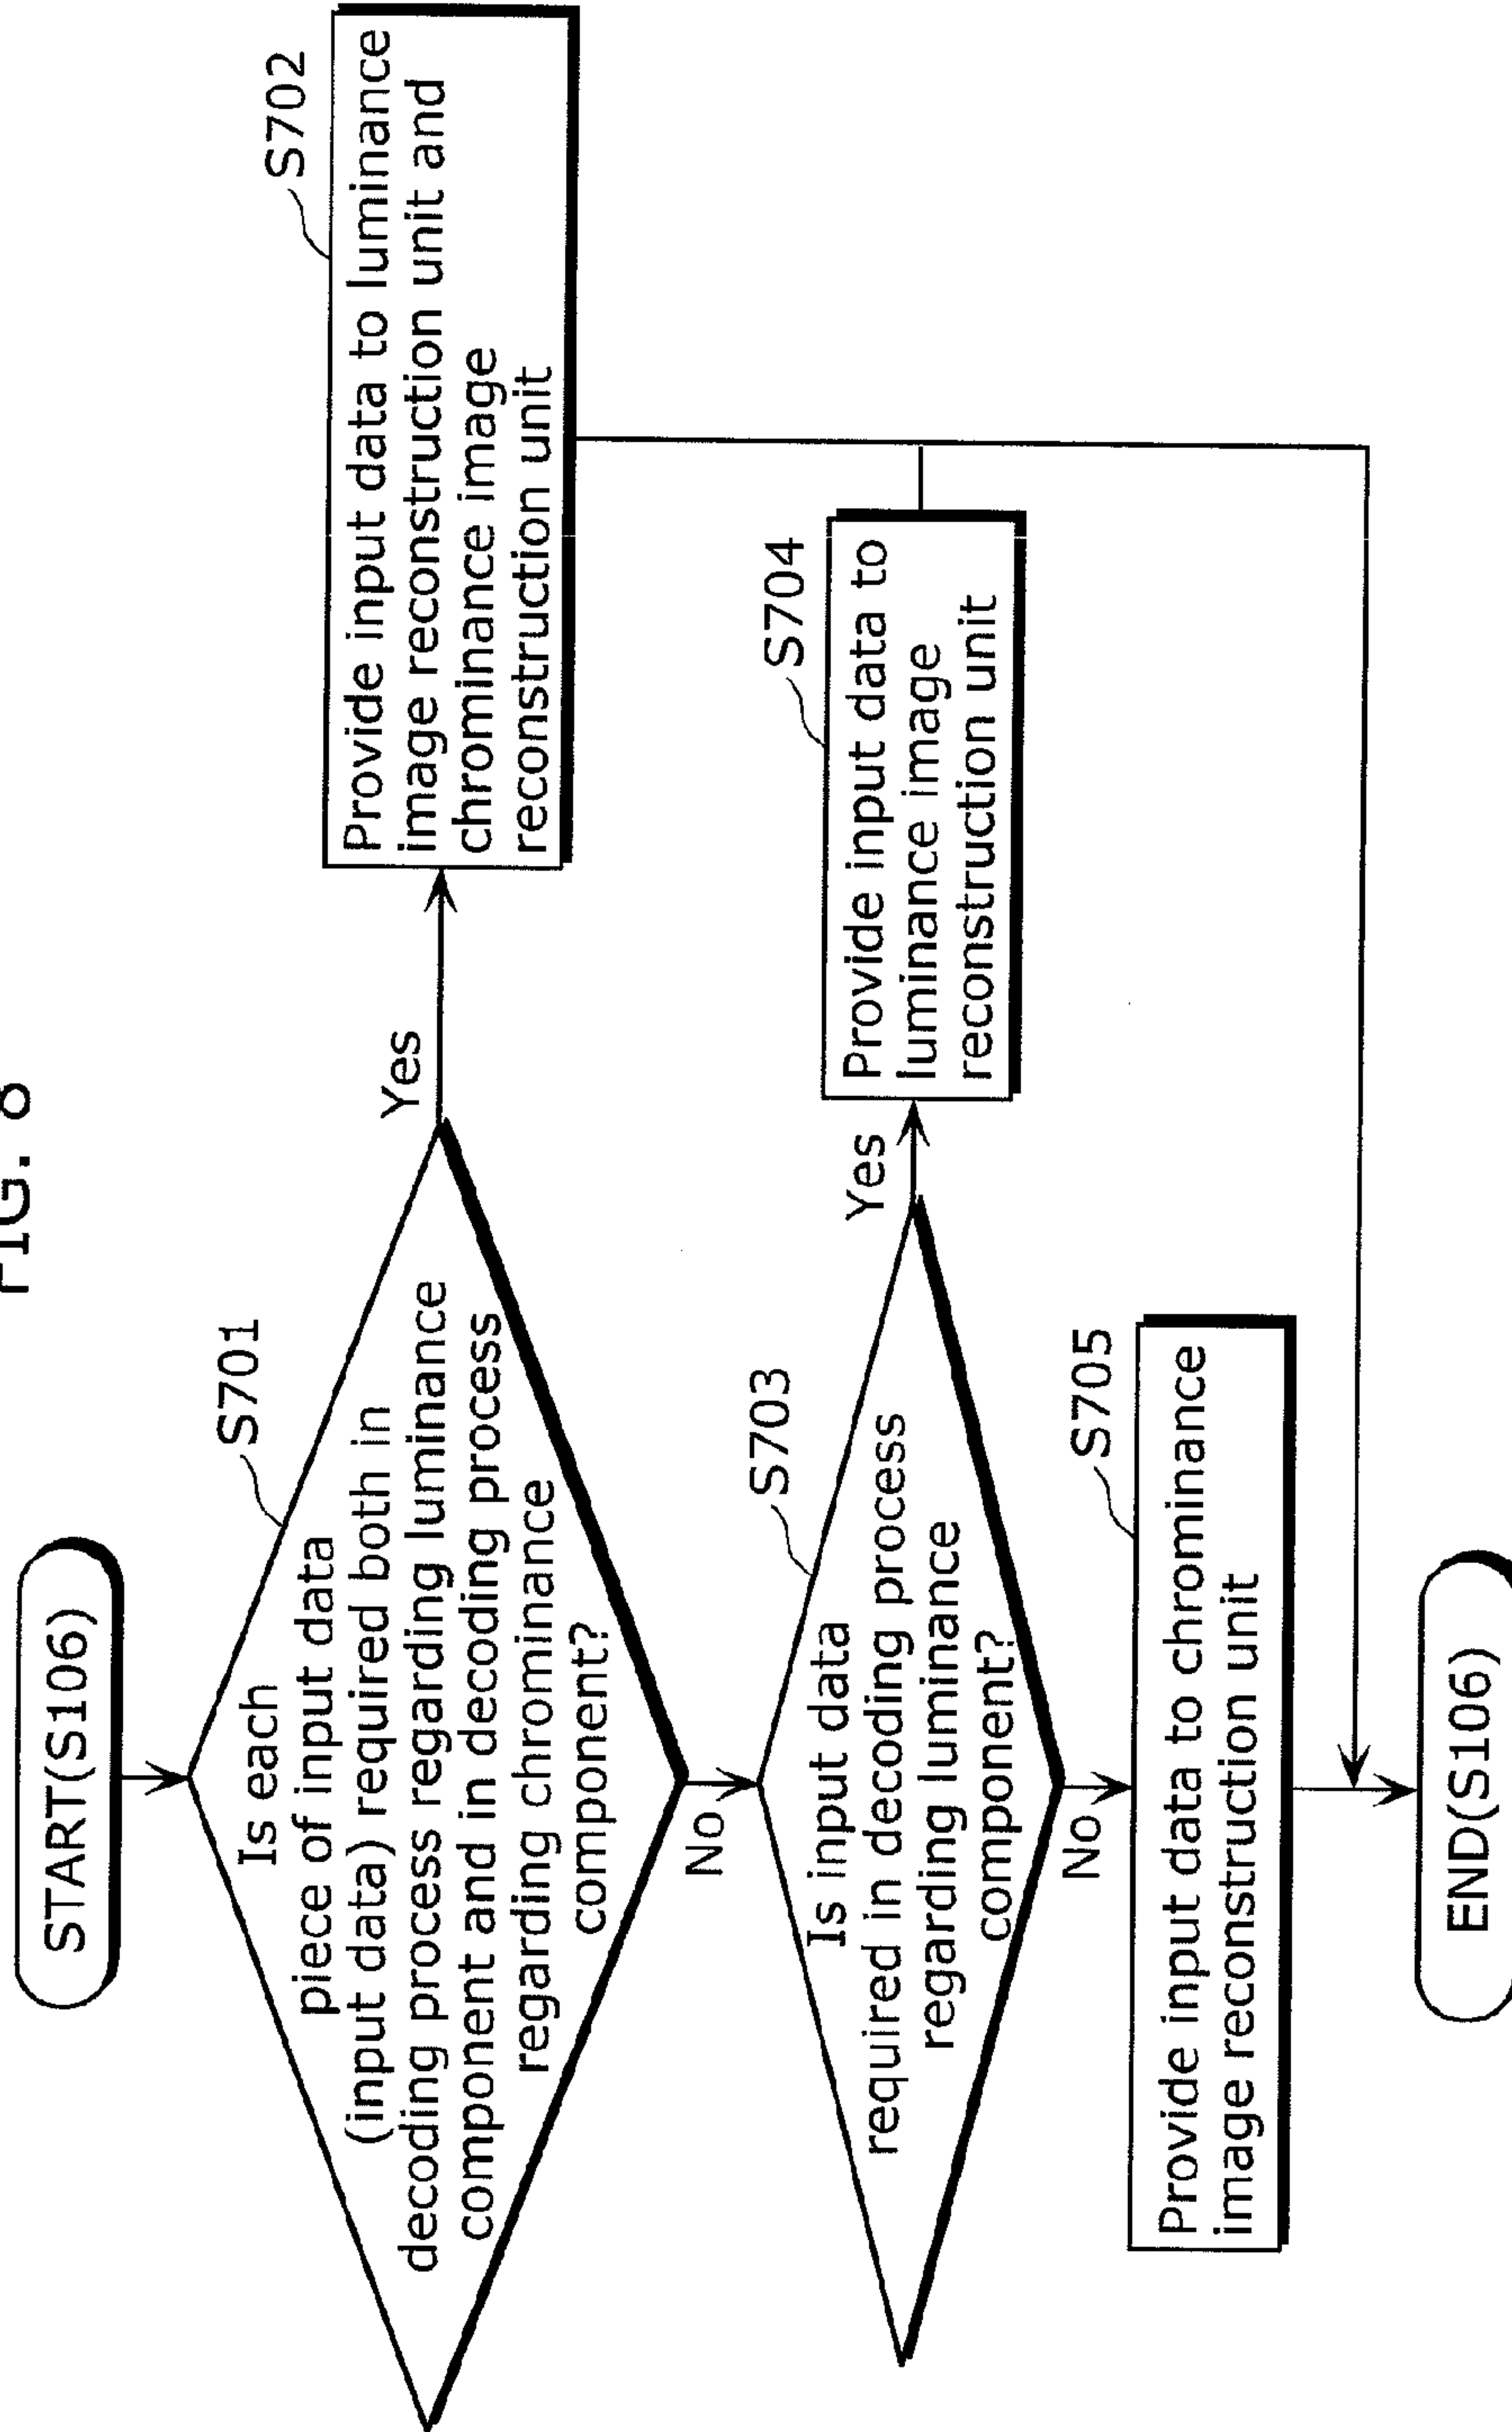 FIG. 8
START(S106)
S701
Is each
piece of input data
(input data) required both in
decoding process regarding luminance
component and in decoding process
regarding chrominance
component?
Yes
S702
Provide input data to luminance
image reconstruction unit and
chrominance image
reconstruction unit
No
S703
Is input data
required in decoding process
regarding luminance
component?
Yes
S704
Provide input data to
luminance image
reconstruction unit
No
S705
Provide input data to chrominance
image reconstruction unit
END(S106)